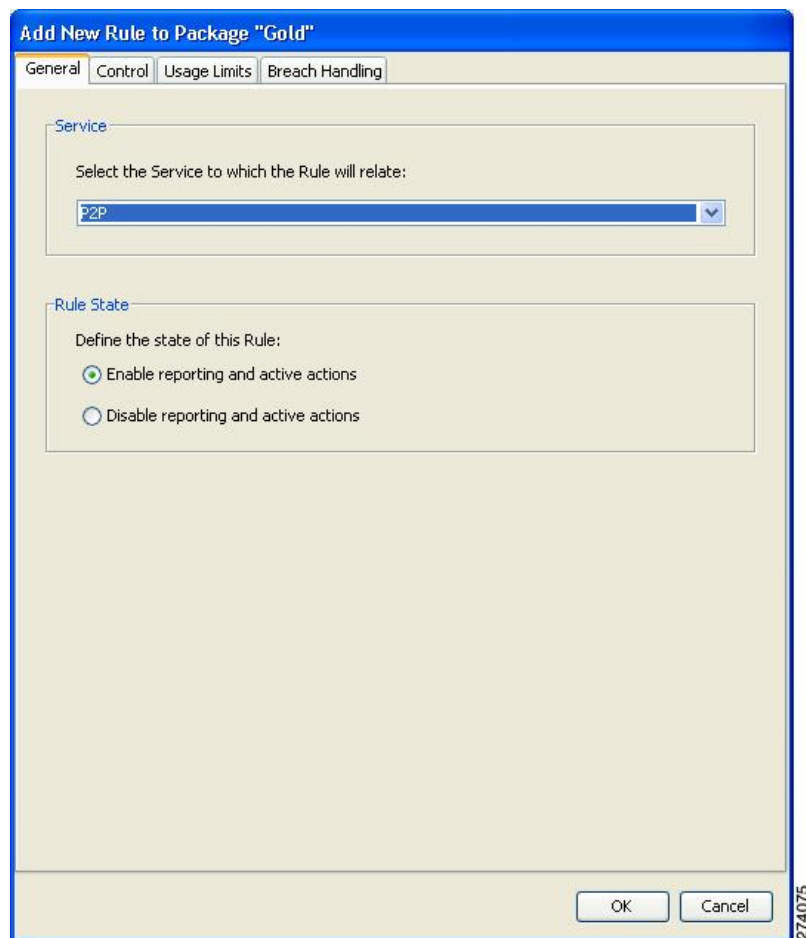 Add New Rule to Package "Gold"
General Control Usage Limits Breach Handling
Service
Select the Service to which the Rule will relate:
P2P
Rule State
Define the state of this Rule:
Enable reporting and active actions
Disable reporting and active actions
OK Cancel
274075